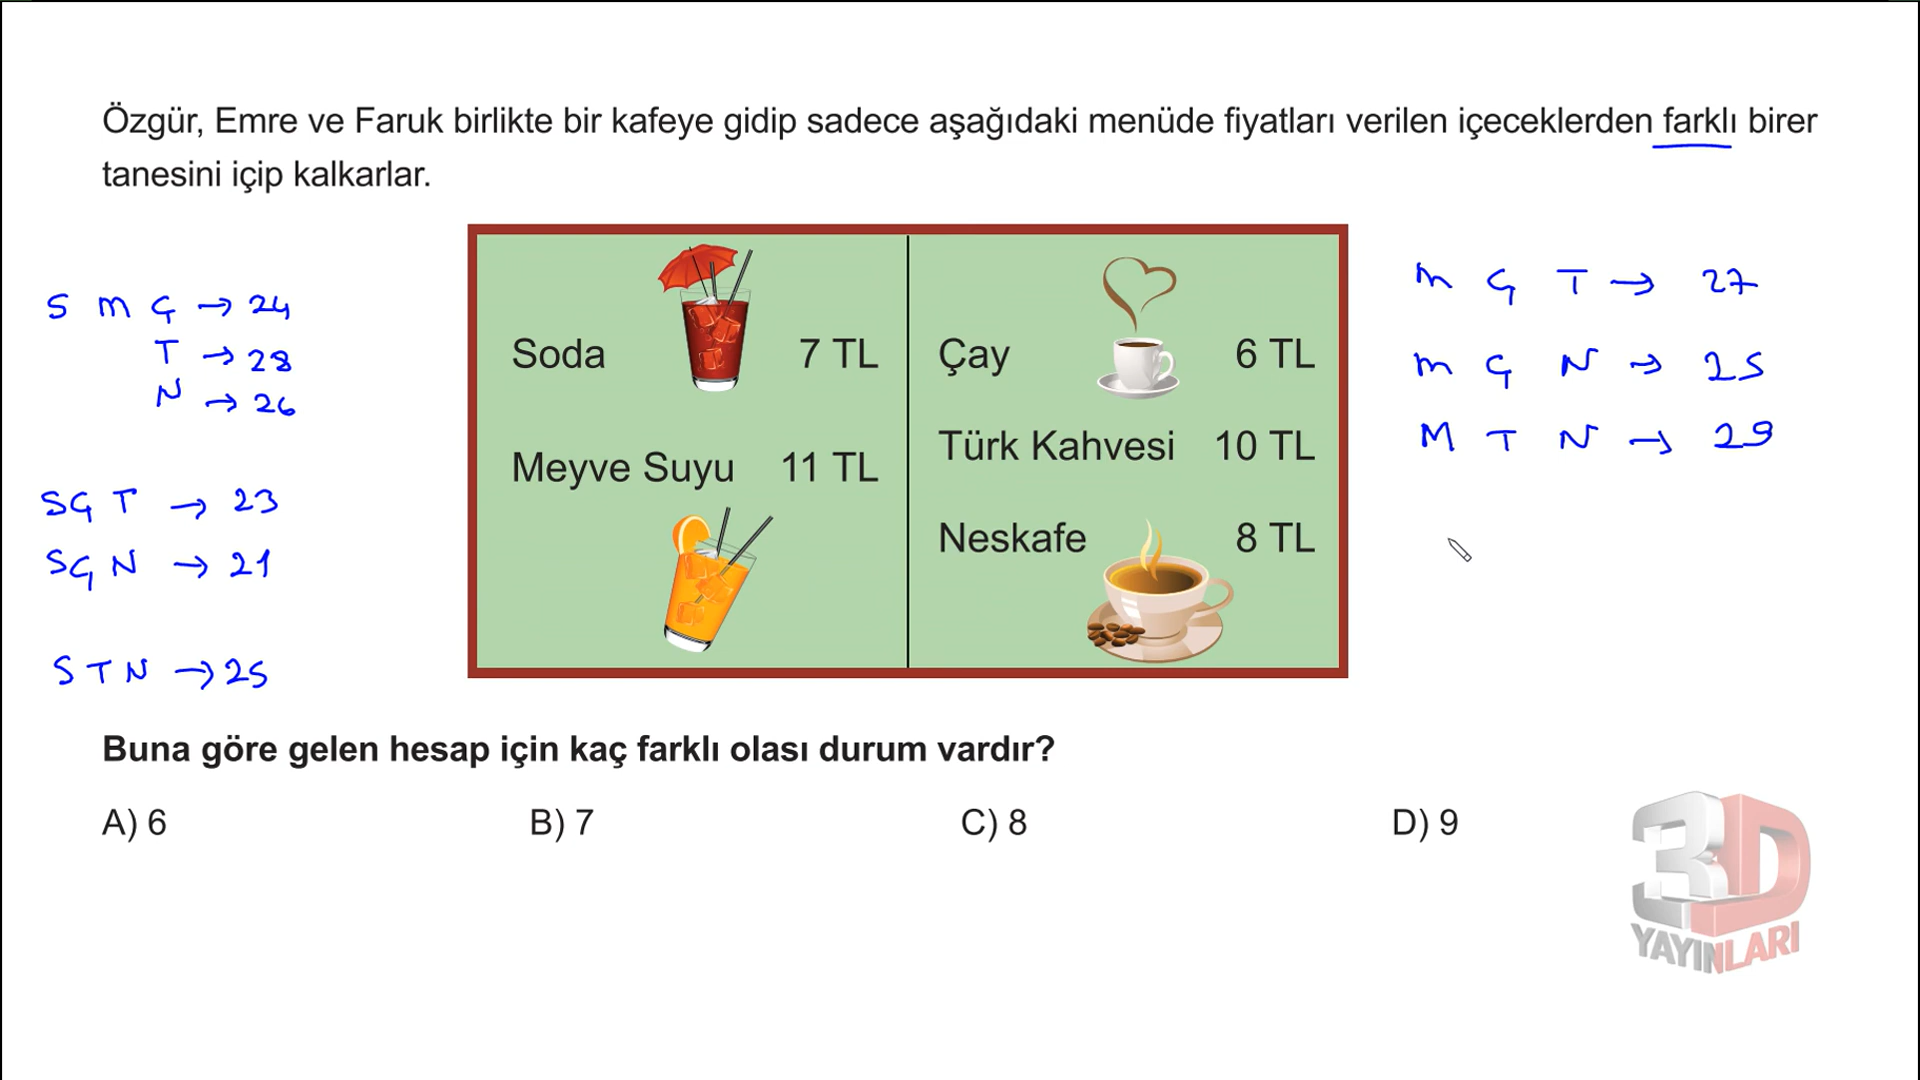 Özgür, Emre ve Faruk birlikte bir kafeye gidip sadece aşağıdaki menüde fiyatları verilen içeceklerden farklı birer
tanesini içip kalkarlar.
S M Ç → 24
T → 28
N → 26
SÇT → 23
SÇN → 21
STN → 25
Soda 7 TL
Meyve Suyu 11 TL
Çay 6 TL
Türk Kahvesi 10 TL
Neskafe 8 TL
M Ç T → 27
M Ç N → 25
M T N → 29
Buna göre gelen hesap için kaç farklı olası durum vardır?
A) 6 B) 7 C) 8 D) 9
3D
YAYINLARI